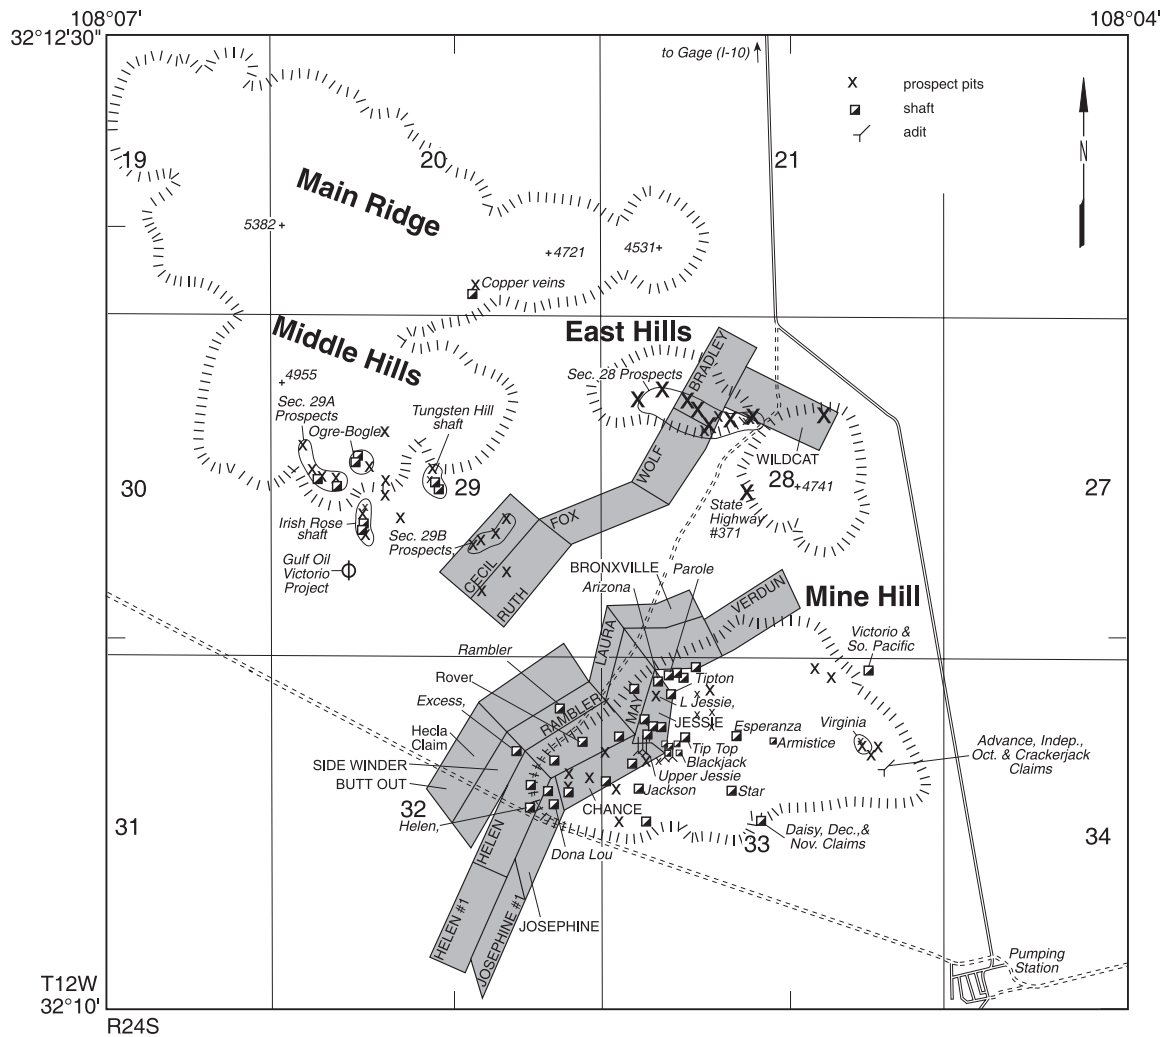 108°07'
108°04'
32°12'30"
to Gage (I-10)
X prospect pits
shaft
adit
N
19
20
21
Main Ridge
5382
4721
4531
Copper veins
Middle Hills
East Hills
BRADLEY
Sec. 28 Prospects
4955
Sec. 29A
Prospects
Ogre-Bogle
Tungsten Hill
shaft
WOLF
WILDCAT
30
29
28
4741
27
State
Highway
#371
Irish Rose
shaft
Sec. 29B
Prospects,
FOX
Gulf Oil
Victorio
Project
CECIL
RUTH
BRONXVILLE
Parole
Arizona
VERDUN
Mine Hill
LAURA
Victorio &
So. Pacific
Rambler
Rover
Tipton
Excess,
RAMBLER
MAY
L Jessie,
JESSIE
Esperanza
Virginia
Hecla
Claim
Armistice
Advance, Indep.,
Oct. & Crackerjack
Claims
SIDE WINDER
Tip Top
Blackjack
BUTT OUT
Upper Jessie
Jackson
Star
31
32
CHANCE
Helen,
33
34
Daisy, Dec.,&
Nov. Claims
HELEN
Dona Lou
HELEN #1
JOSEPHINE #1
JOSEPHINE
Pumping
Station
T12W
32°10'
R24S